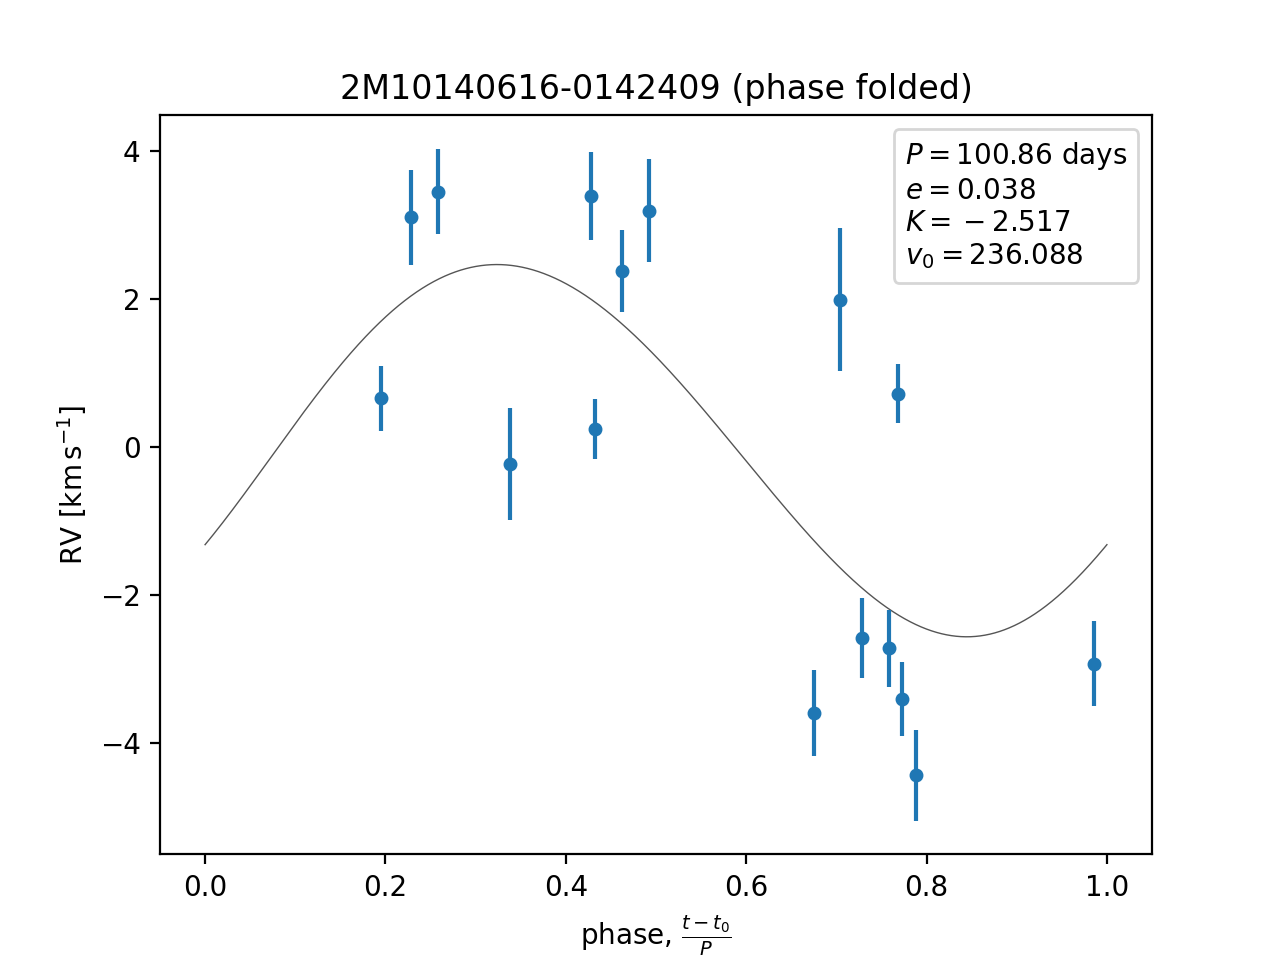 2M10140616-0142409 (phase folded)
P = 100.86 days
e = 0.038
K = −2.517
v₀ = 236.088
4
2
0
−2
−4
RV [km s⁻¹]
0.0 0.2 0.4 0.6 0.8 1.0
phase, (t − t₀)/P